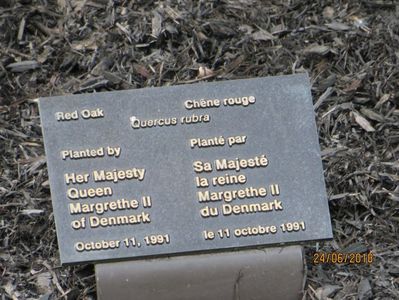 Red Oak
Chêne rouge
Quercus rubra
Planted by
Her Majesty
Queen
Margrethe II
of Denmark
October 11, 1991
Planté par
Sa Majesté
la reine
Margrethe II
du Denmark
le 11 octobre 1991
24/06/2018